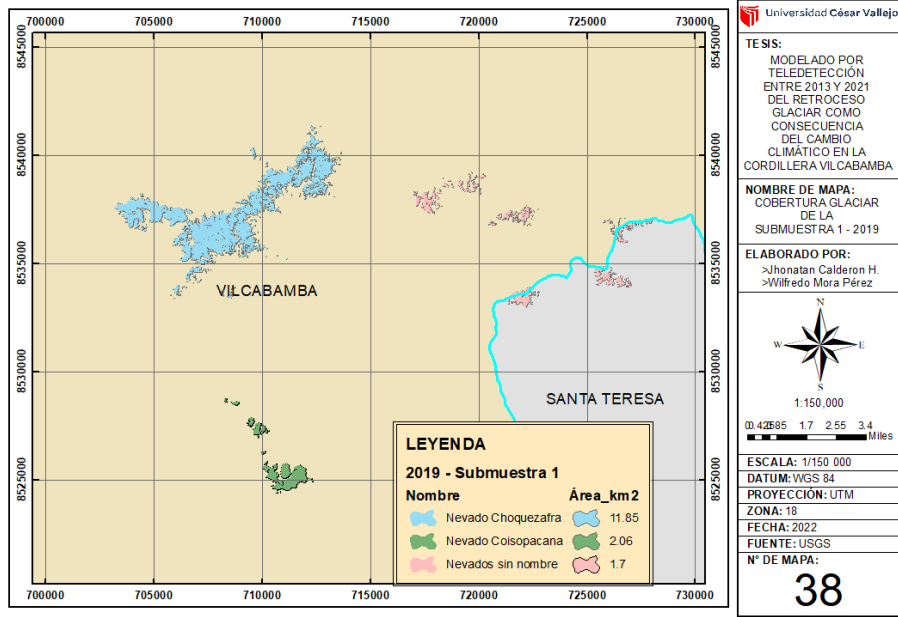 700000 705000 710000 715000 720000 725000 730000
8545000 8545000
8540000 8540000
8535000 8535000
8530000 8530000
8525000 8525000
VILCABAMBA
SANTA TERESA
LEYENDA
2019 - Submuestra 1
Nombre Área_km2
Nevado Choquezafra 11.85
Nevado Coisopacana 2.06
Nevados sin nombre 1.7
700000 705000 710000 715000 720000 725000 730000
Universidad César Vallejo
TESIS:
MODELADO POR
TELEDETECCIÓN
ENTRE 2013 Y 2021
DEL RETROCESO
GLACIAR COMO
CONSECUENCIA
DEL CAMBIO
CLIMÁTICO EN LA
CORDILLERA VILCABAMBA
NOMBRE DE MAPA:
COBERTURA GLACIAR
DE LA
SUBMUESTRA 1 - 2019
ELABORADO POR:
>Jhonatan Calderon H.
>Wilfredo Mora Pérez
N
W E
S
1:150,000
1.7 2.55 3.4
Miles
ESCALA: 1/150 000
DATUM: WGS 84
PROYECCIÓN: UTM
ZONA: 18
FECHA: 2022
FUENTE: USGS
N° DE MAPA:
38